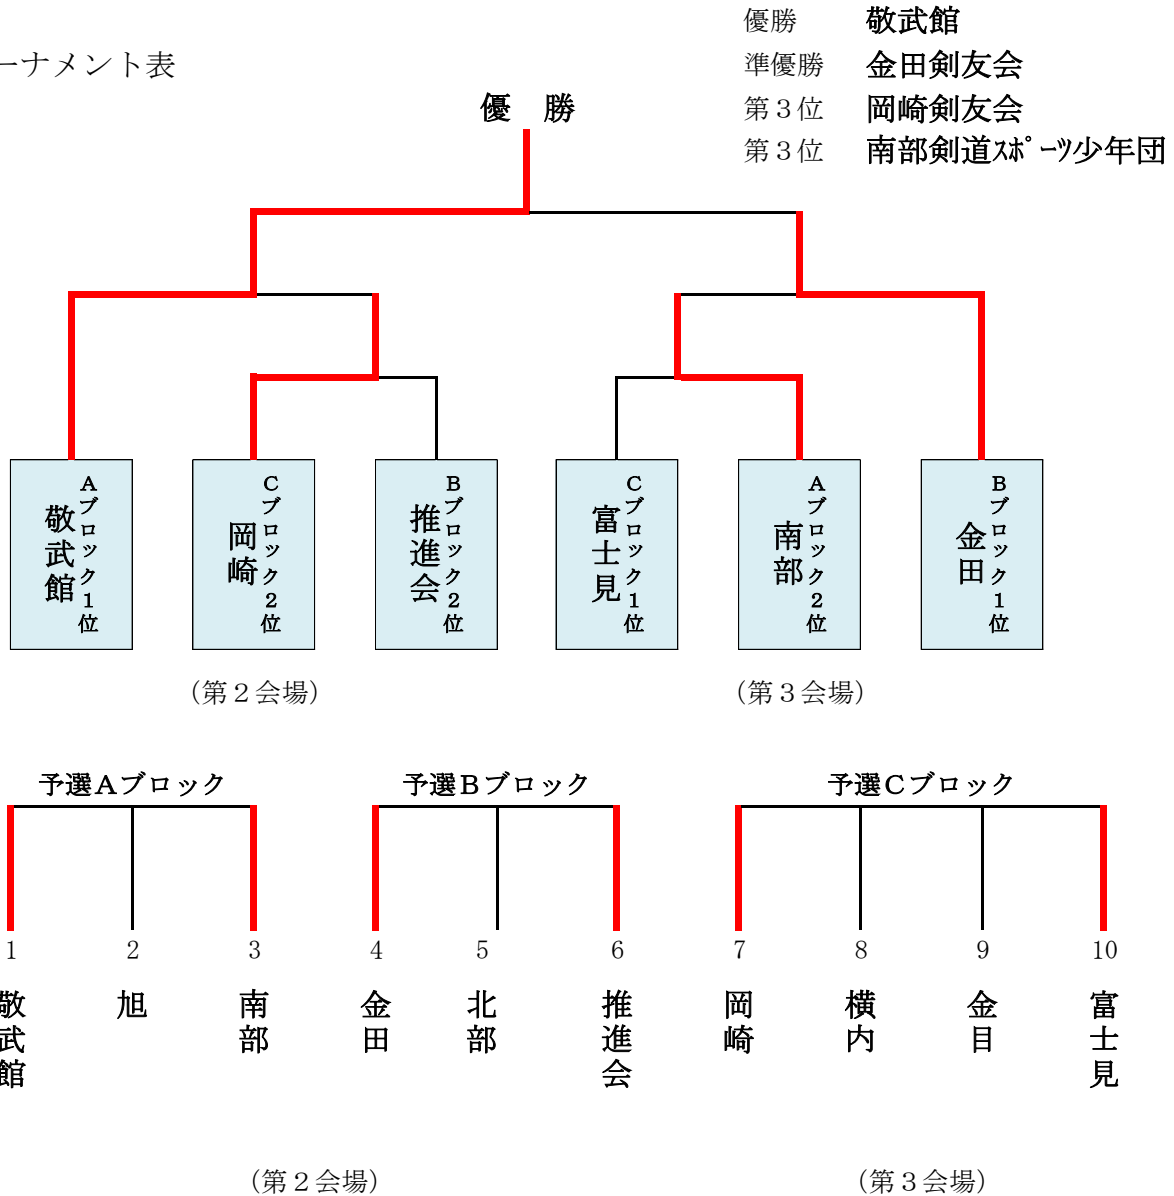 優勝 敬武館
準優勝 金田剣友会
第３位 岡崎剣友会
第３位 南部剣道ｽﾎﾟｰﾂ少年団
ーナメント表
優 勝
Aブロック1位
敬武館
Cブロック2位
岡崎
Bブロック2位
推進会
Cブロック1位
富士見
Aブロック2位
南部
Bブロック1位
金田
（第２会場）
（第３会場）
予選Aブロック
予選Bブロック
予選Cブロック
1 2 3 4 5 6 7 8 9 10
敬武館
旭
南部
金田
北部
推進会
岡崎
横内
金目
富士見
（第２会場）
（第３会場）